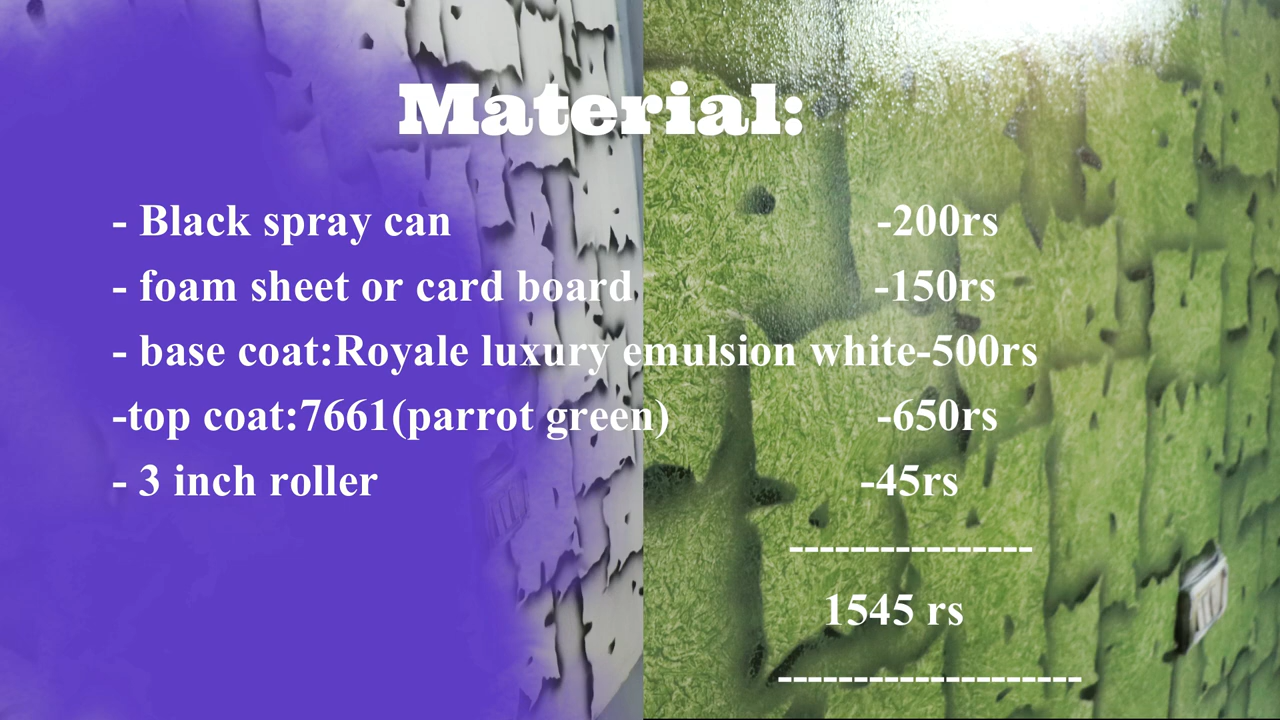 Material:
- Black spray can -200rs
- foam sheet or card board -150rs
- base coat:Royale luxury emulsion white-500rs
-top coat:7661(parrot green) -650rs
- 3 inch roller -45rs
----------------
1545 rs
--------------------